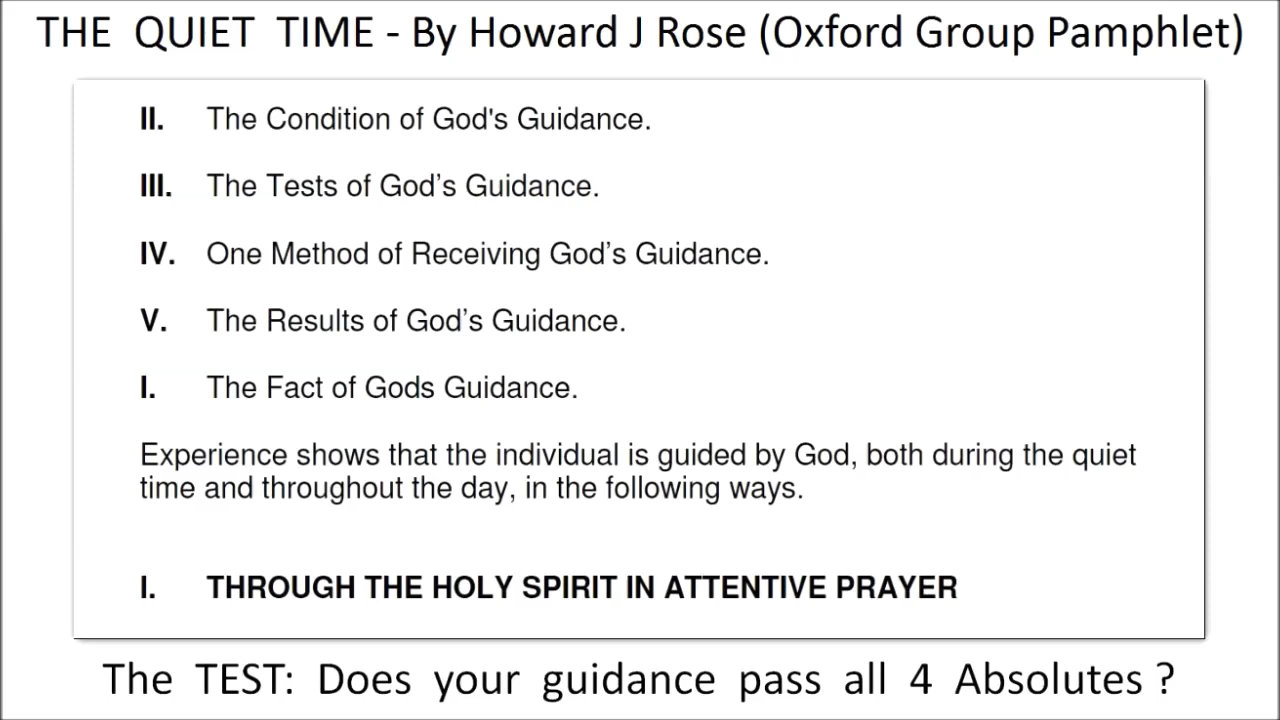 THE QUIET TIME - By Howard J Rose (Oxford Group Pamphlet)
II. The Condition of God's Guidance.
III. The Tests of God’s Guidance.
IV. One Method of Receiving God’s Guidance.
V. The Results of God’s Guidance.
I. The Fact of Gods Guidance.
Experience shows that the individual is guided by God, both during the quiet
time and throughout the day, in the following ways.
I. THROUGH THE HOLY SPIRIT IN ATTENTIVE PRAYER
The TEST: Does your guidance pass all 4 Absolutes ?